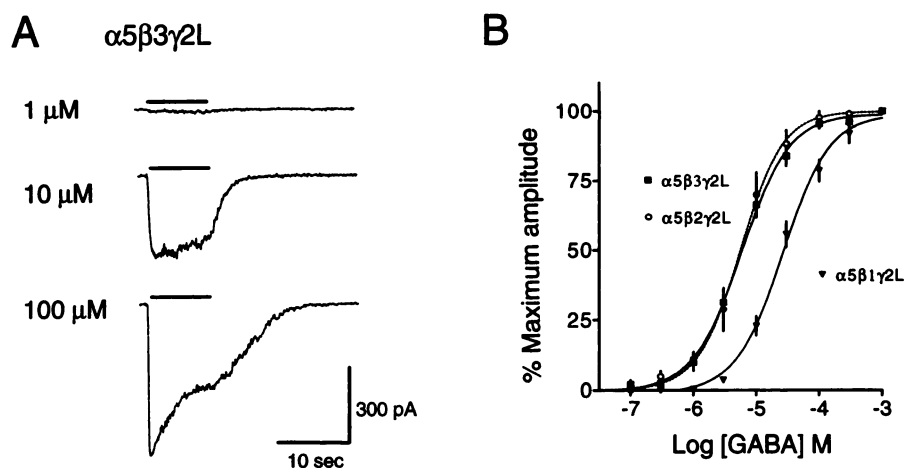 A
α5β3γ2L
1 μM
10 μM
100 μM
300 pA
10 sec
B
% Maximum amplitude
100
75
50
25
0
α5β3γ2L
α5β2γ2L
α5β1γ2L
-7 -6 -5 -4 -3
Log [GABA] M